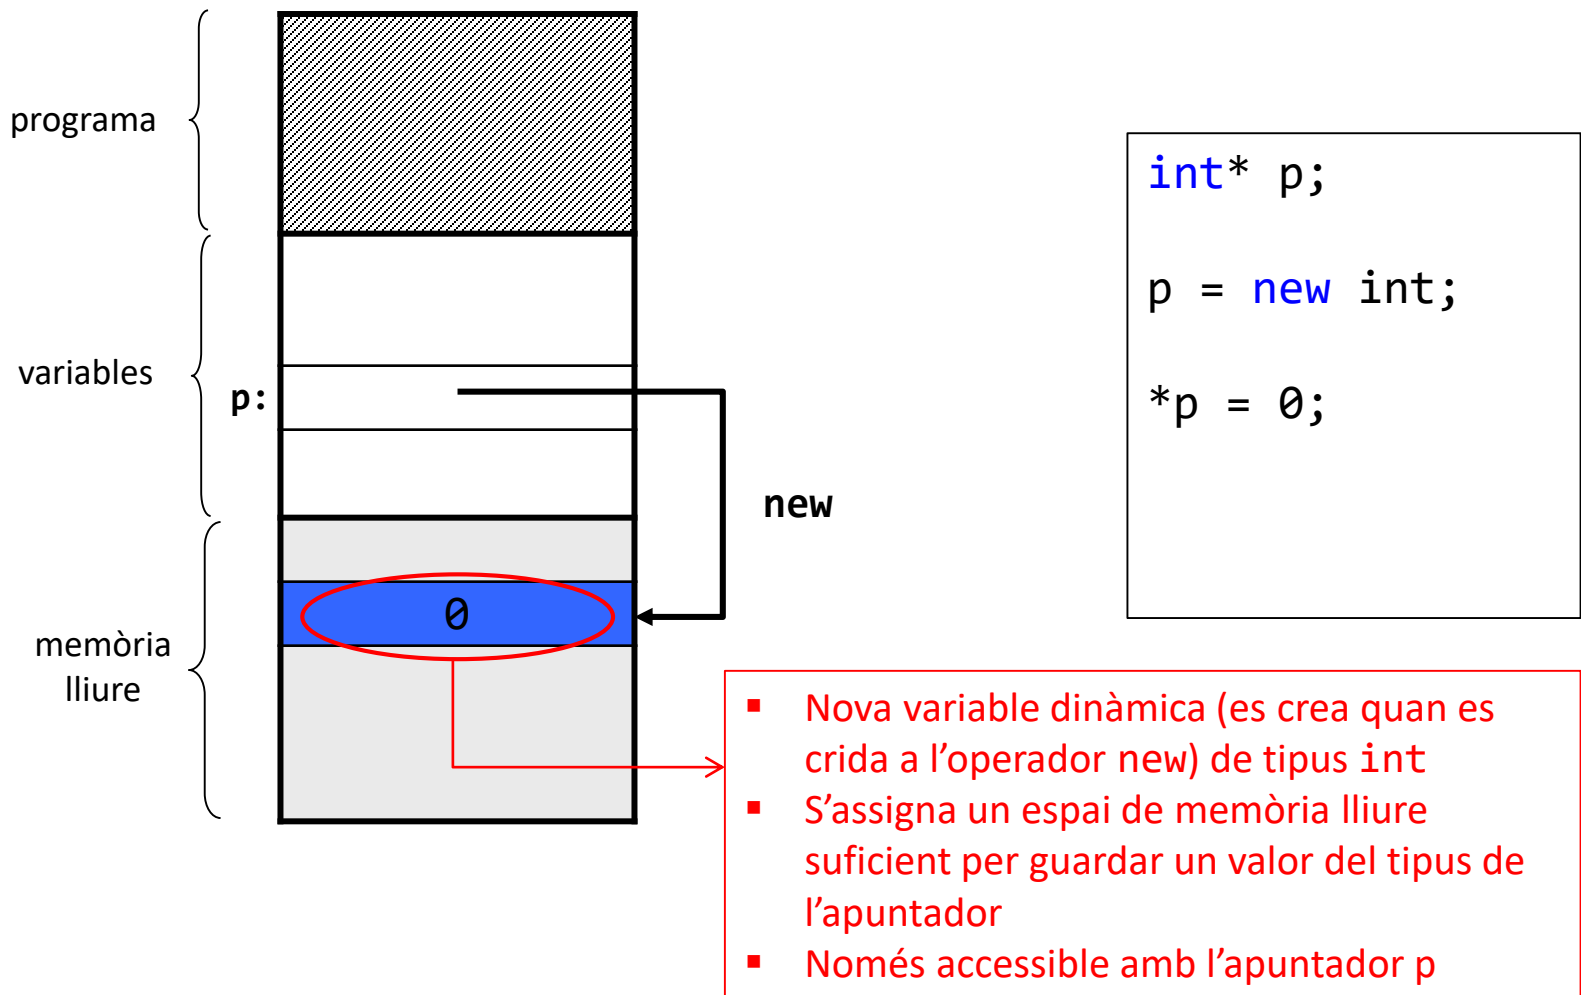 programa
variables
p:
memòria
lliure
0
new
int* p;
p = new int;
*p = 0;
▪ Nova variable dinàmica (es crea quan es
crida a l’operador new) de tipus int
▪ S’assigna un espai de memòria lliure
suficient per guardar un valor del tipus de
l’apuntador
▪ Només accessible amb l’apuntador p